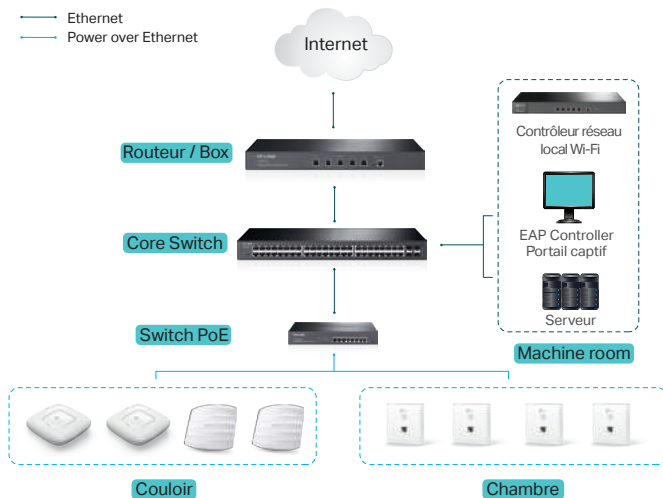 Ethernet
Power over Ethernet
Internet
Routeur / Box
Contrôleur réseau
local Wi-Fi
Core Switch
EAP Controller
Portail captif
Serveur
Switch PoE
Machine room
Couloir
Chambre